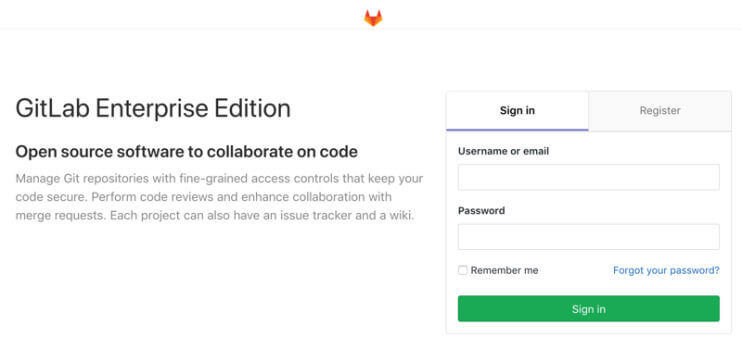 GitLab Enterprise Edition
Open source software to collaborate on code
Manage Git repositories with fine-grained access controls that keep your
code secure. Perform code reviews and enhance collaboration with
merge requests. Each project can also have an issue tracker and a wiki.
Sign in
Register
Username or email
Password
Remember me
Forgot your password?
Sign in